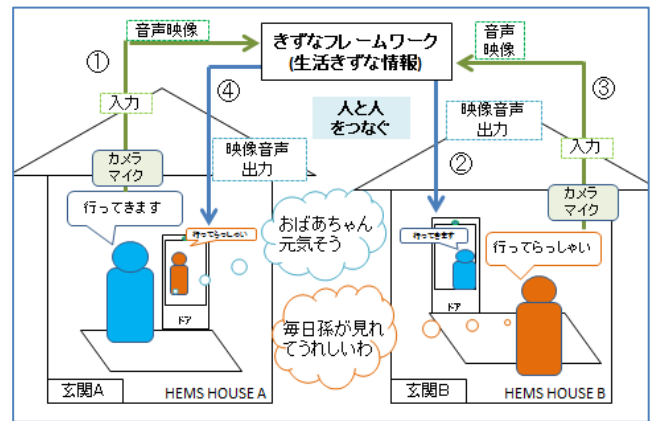 音声映像
①
きずなフレームワーク
(生活きずな情報)
音声
映像
③
④
人と人
をつなぐ
入力
映像音声
出力
映像音声
出力
②
入力
カメラ
マイク
カメラ
マイク
行ってきます
行ってらっしゃい
おばあちゃん
元気そう
行ってきます
行ってらっしゃい
ドア
ドア
毎日孫が見れ
てうれしいわ
玄関A
HEMS HOUSE A
玄関B
HEMS HOUSE B